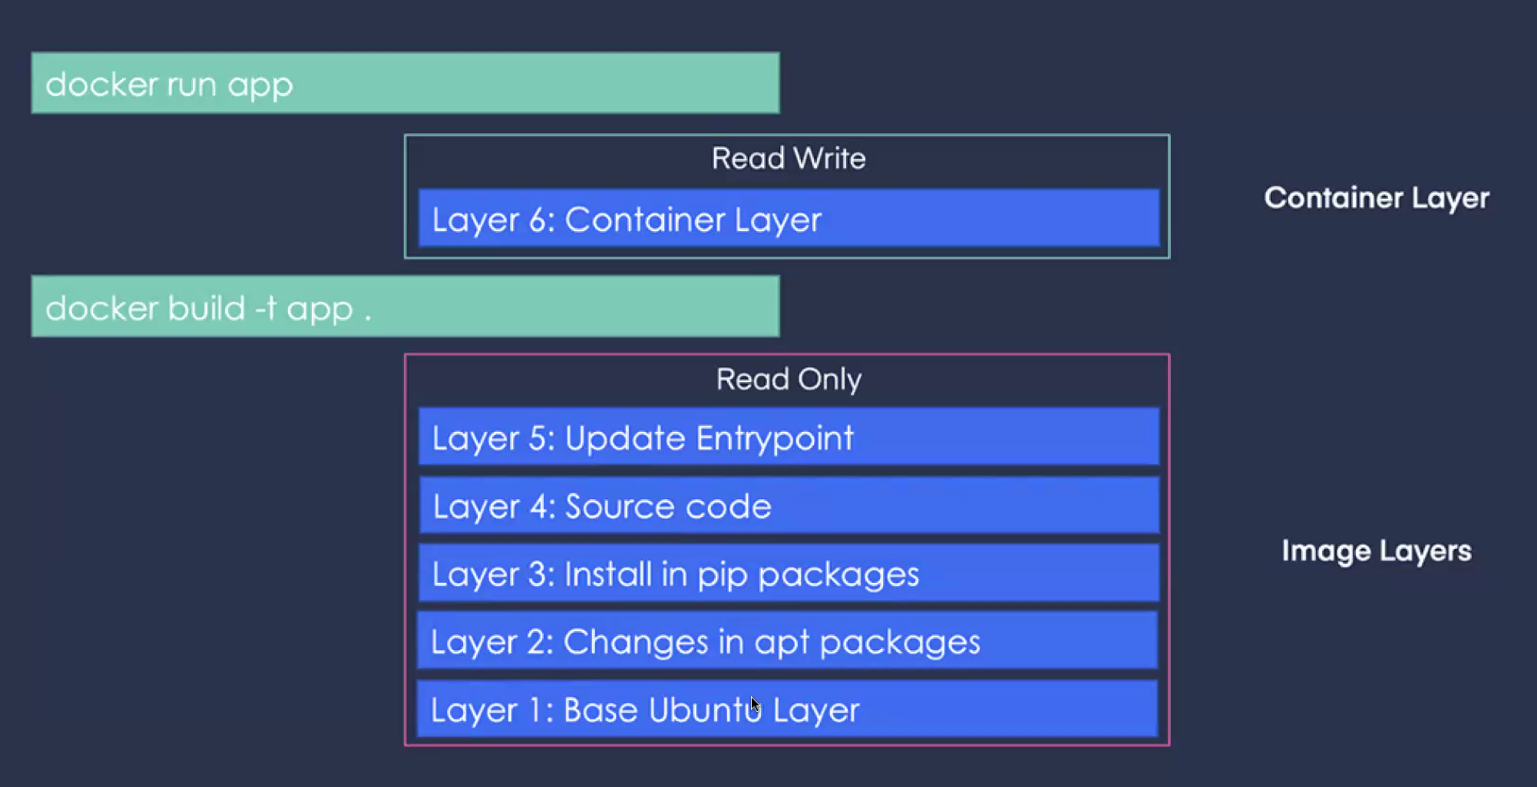 docker run app
Read Write
Layer 6: Container Layer
Container Layer
docker build -t app .
Read Only
Layer 5: Update Entrypoint
Layer 4: Source code
Layer 3: Install in pip packages
Image Layers
Layer 2: Changes in apt packages
Layer 1: Base Ubuntu Layer